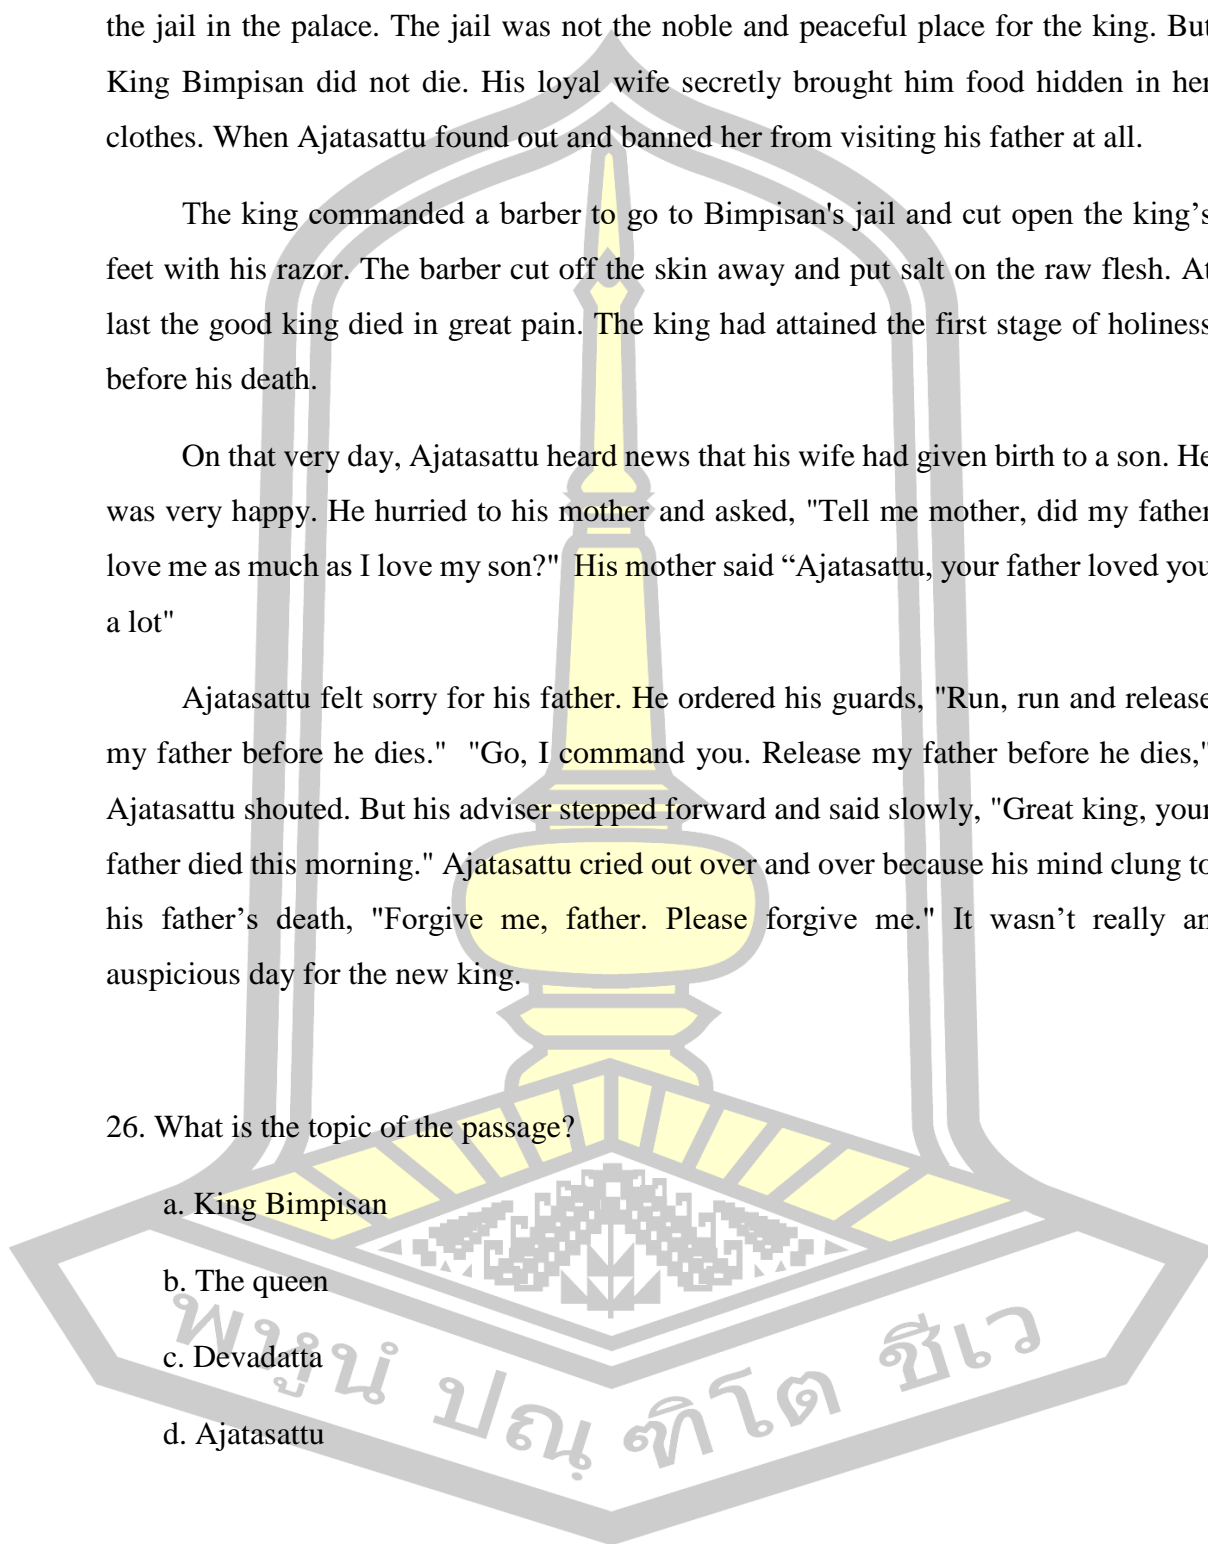 the jail in the palace. The jail was not the noble and peaceful place for the king. But
King Bimpisan did not die. His loyal wife secretly brought him food hidden in her
clothes. When Ajatasattu found out and banned her from visiting his father at all.
The king commanded a barber to go to Bimpisan's jail and cut open the king’s
feet with his razor. The barber cut off the skin away and put salt on the raw flesh. At
last the good king died in great pain. The king had attained the first stage of holiness
before his death.
On that very day, Ajatasattu heard news that his wife had given birth to a son. He
was very happy. He hurried to his mother and asked, "Tell me mother, did my father
love me as much as I love my son?" His mother said “Ajatasattu, your father loved you
a lot"
Ajatasattu felt sorry for his father. He ordered his guards, "Run, run and release
my father before he dies." "Go, I command you. Release my father before he dies,"
Ajatasattu shouted. But his adviser stepped forward and said slowly, "Great king, your
father died this morning." Ajatasattu cried out over and over because his mind clung to
his father’s death, "Forgive me, father. Please forgive me." It wasn’t really an
auspicious day for the new king.
26. What is the topic of the passage?
a. King Bimpisan
b. The queen
c. Devadatta
d. Ajatasattu
พหูนํ ปณฺฑิโต ชีเว